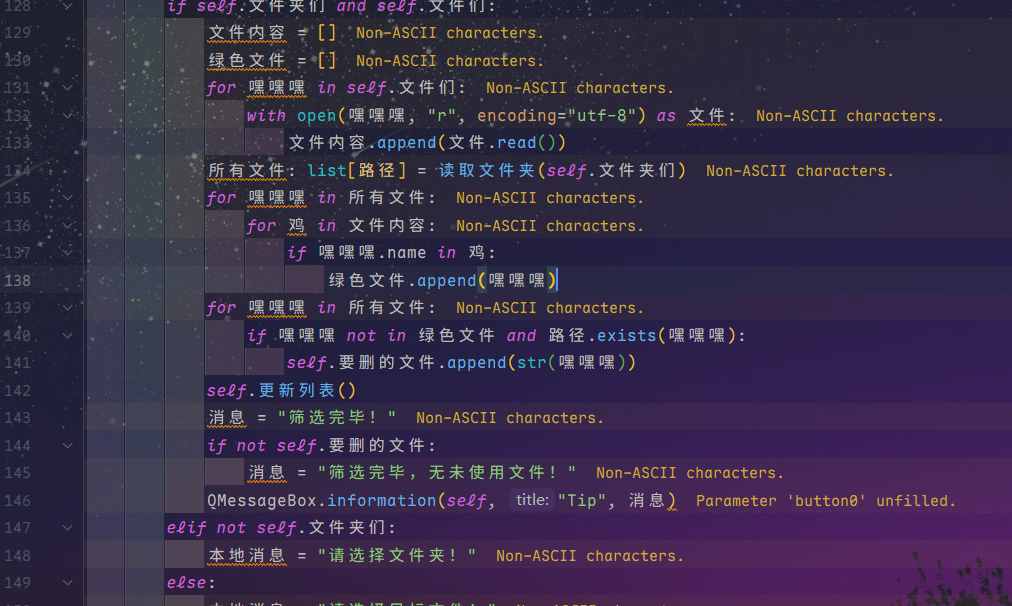 128 if self.文件夹们 and self.文件们:
129 文件内容 = [] Non-ASCII characters.
130 绿色文件 = [] Non-ASCII characters.
131 for 嘿嘿嘿 in self.文件们: Non-ASCII characters.
132 with open(嘿嘿嘿, "r", encoding="utf-8") as 文件: Non-ASCII characters.
133 文件内容.append(文件.read())
134 所有文件: list[路径] = 读取文件夹(self.文件夹们) Non-ASCII characters.
135 for 嘿嘿嘿 in 所有文件: Non-ASCII characters.
136 for 鸡 in 文件内容: Non-ASCII characters.
137 if 嘿嘿嘿.name in 鸡:
138 绿色文件.append(嘿嘿嘿)
139 for 嘿嘿嘿 in 所有文件: Non-ASCII characters.
140 if 嘿嘿嘿 not in 绿色文件 and 路径.exists(嘿嘿嘿):
141 self.要删的文件.append(str(嘿嘿嘿))
142 self.更新列表()
143 消息 = "筛选完毕！" Non-ASCII characters.
144 if not self.要删的文件:
145 消息 = "筛选完毕，无未使用文件！" Non-ASCII characters.
146 QMessageBox.information(self, title: "Tip", 消息) Parameter 'button0' unfilled.
147 elif not self.文件夹们:
148 本地消息 = "请选择文件夹！" Non-ASCII characters.
149 else: